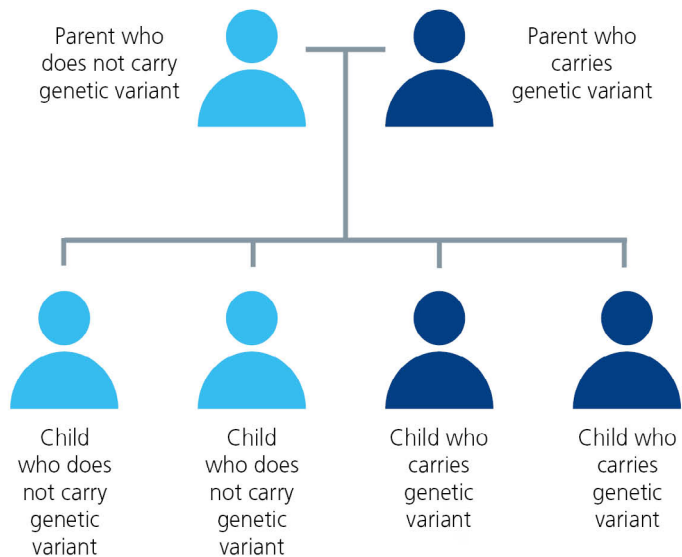 Parent who
does not carry
genetic variant
Parent who
carries
genetic variant
Child
who does
not carry
genetic
variant
Child
who does
not carry
genetic
variant
Child who
carries
genetic
variant
Child who
carries
genetic
variant